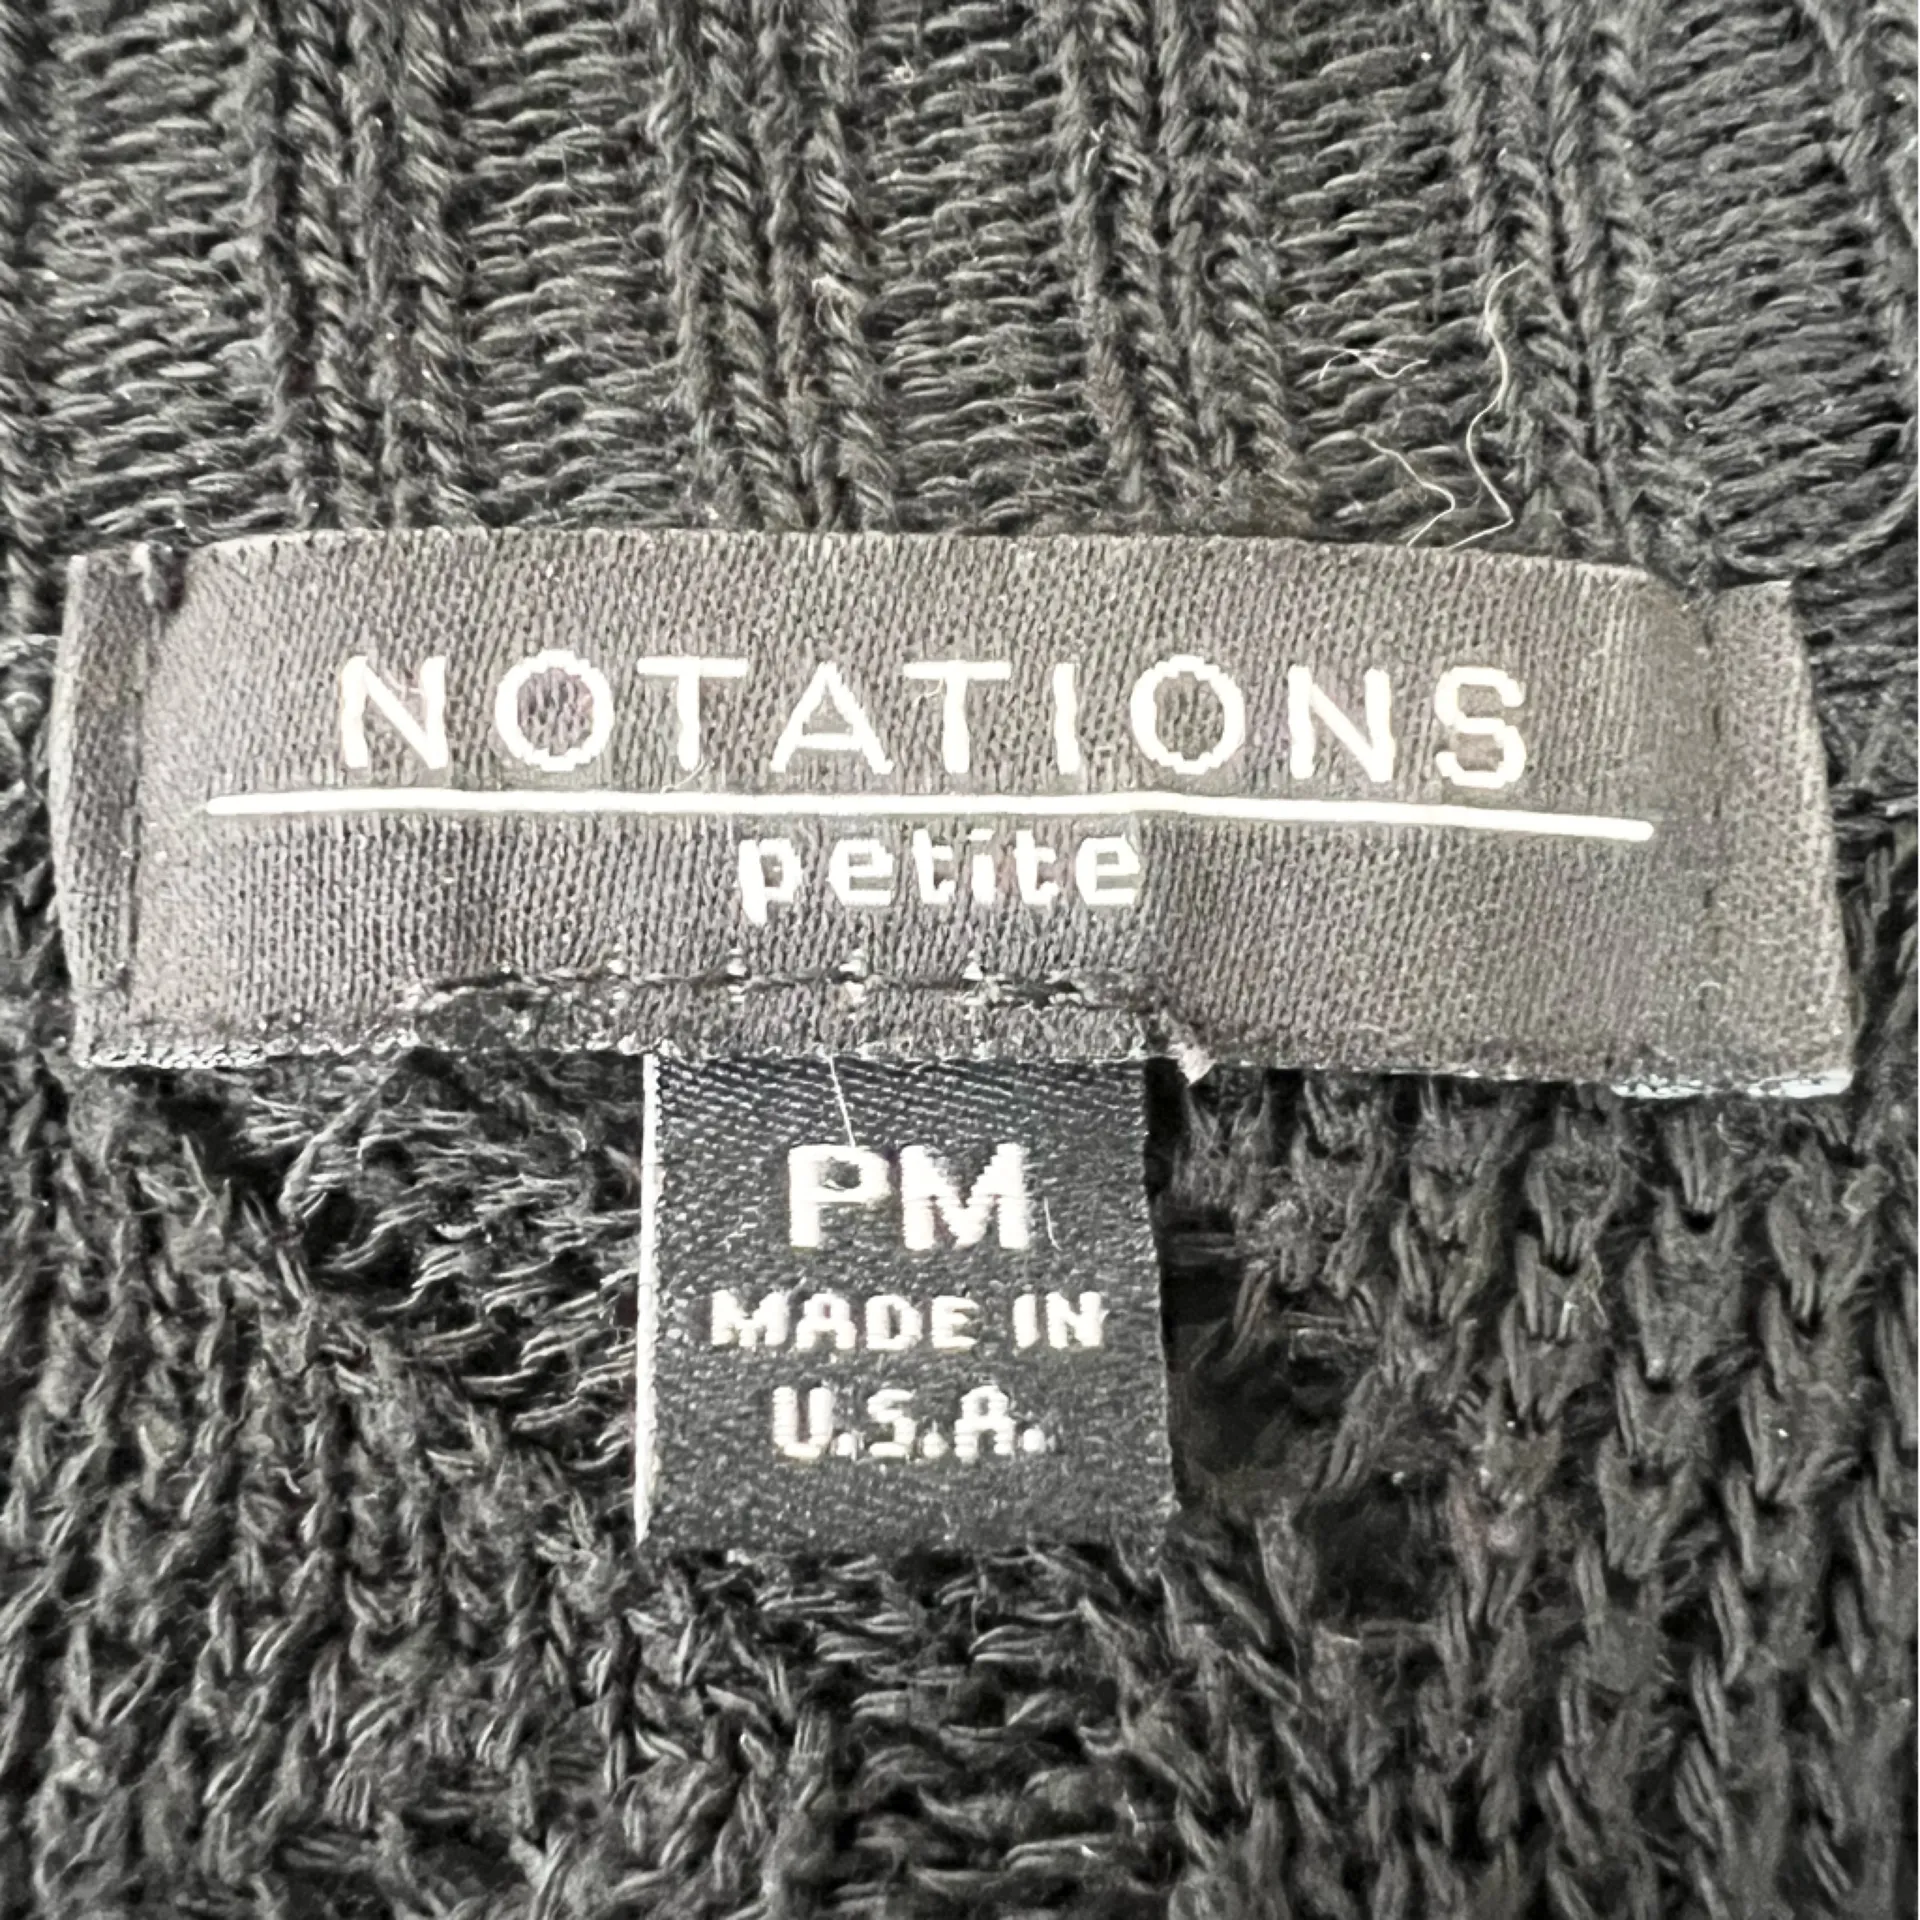 NOTATIONS
petite
PM
MADE IN
U.S.A.